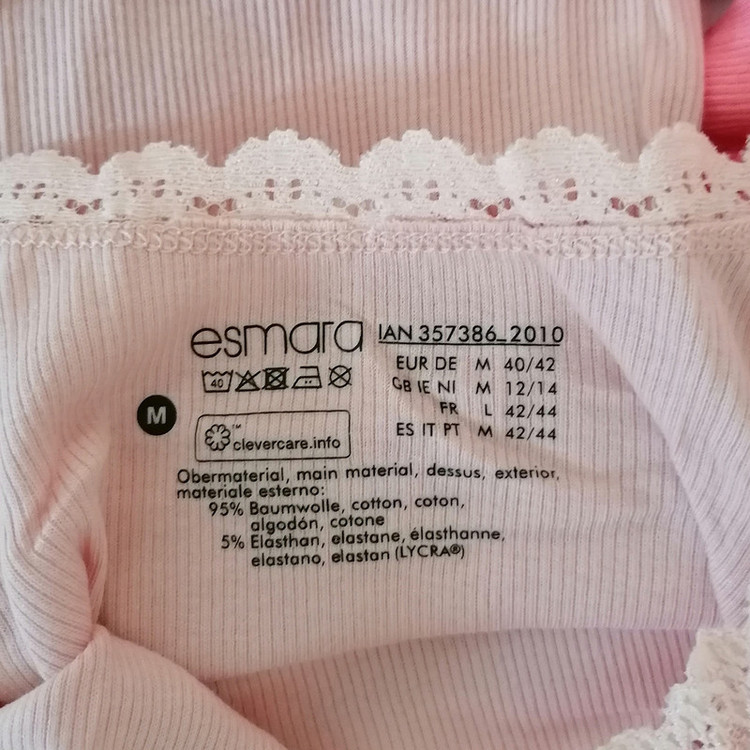 esmara
IAN 357386_2010
EUR DE M 40/42
GB IE NI M 12/14
FR L 42/44
ES IT PT M 42/44
40
M
™
clevercare.info
Obermaterial, main material, dessus, exterior,
materiale esterno:
95% Baumwolle, cotton, coton,
algodón, cotone
5% Elasthan, elastane, élasthanne,
elastano, elastan (LYCRA®)